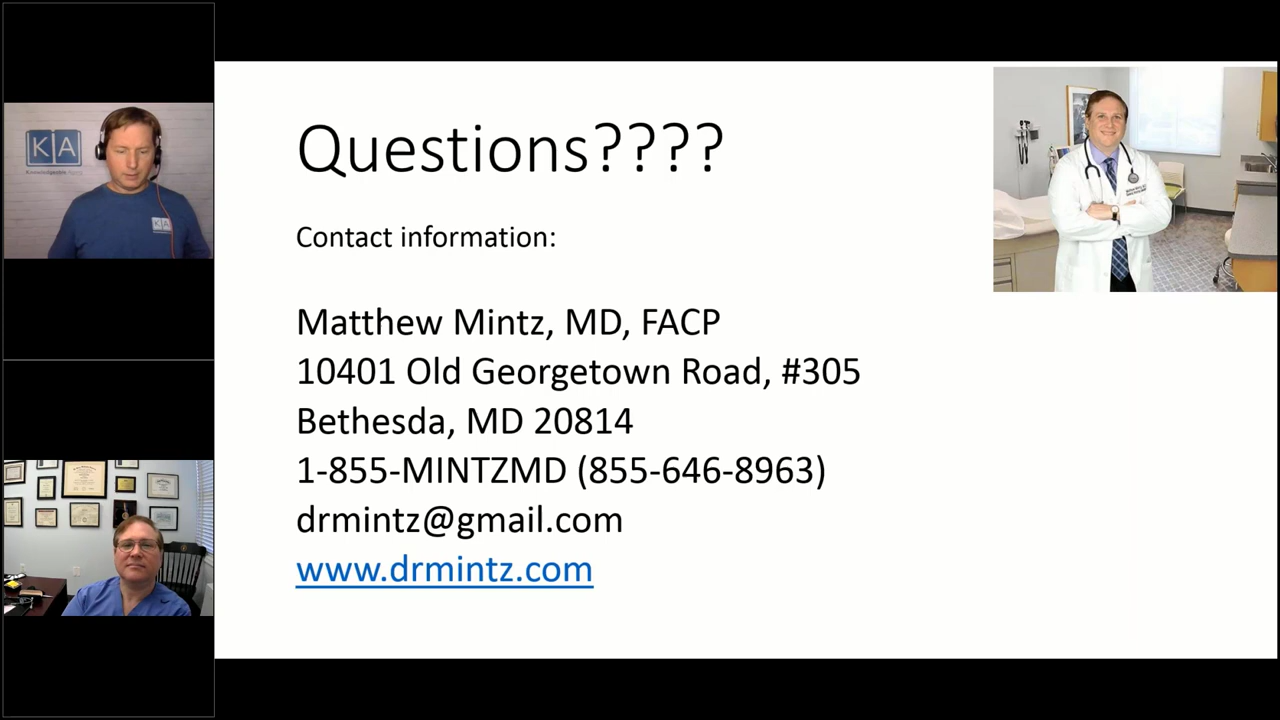 K|A
Questions????
Contact information:
Matthew Mintz, MD, FACP
10401 Old Georgetown Road, #305
Bethesda, MD 20814
1-855-MINTZMD (855-646-8963)
drmintz@gmail.com
www.drmintz.com